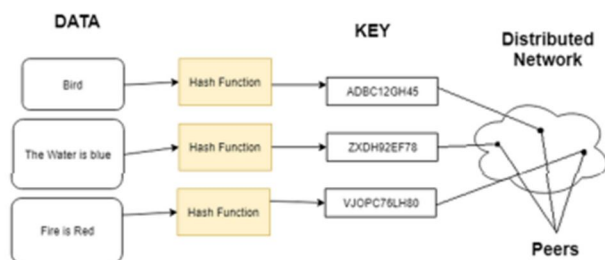 DATA
KEY
Distributed
Network
Bird
Hash Function
ADBC12GH45
The Water is blue
Hash Function
ZXDH92EF78
Fire is Red
Hash Function
VJOPC76LH80
Peers